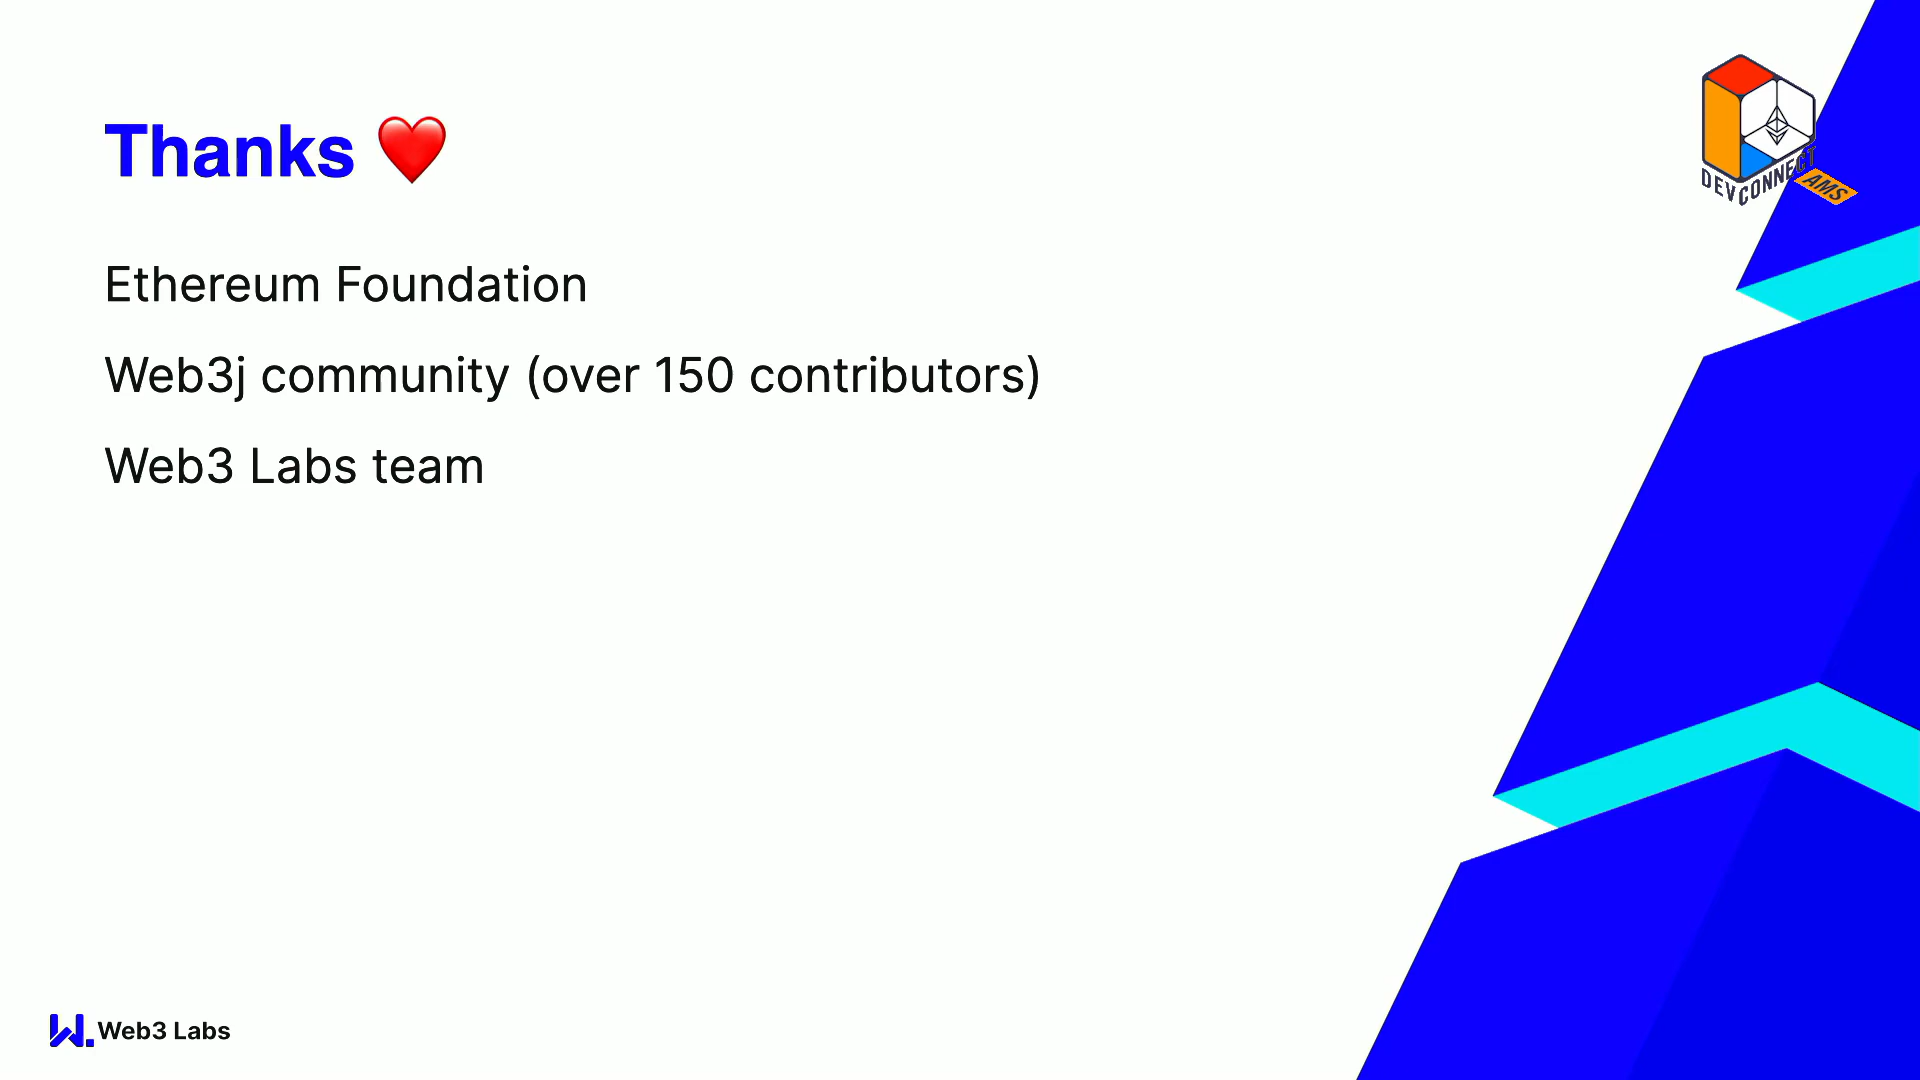 Thanks ❤️
DEVCONNECT
AMS
Ethereum Foundation
Web3j community (over 150 contributors)
Web3 Labs team
Web3 Labs